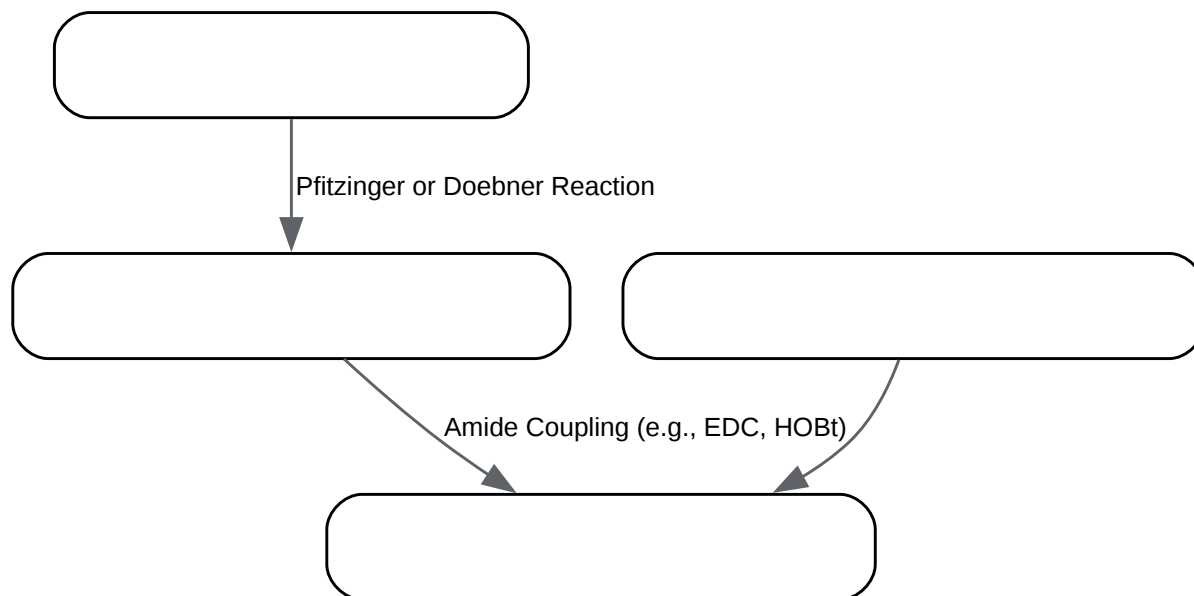 Pfitzinger or Doebner Reaction
Amide Coupling (e.g., EDC, HOBt)